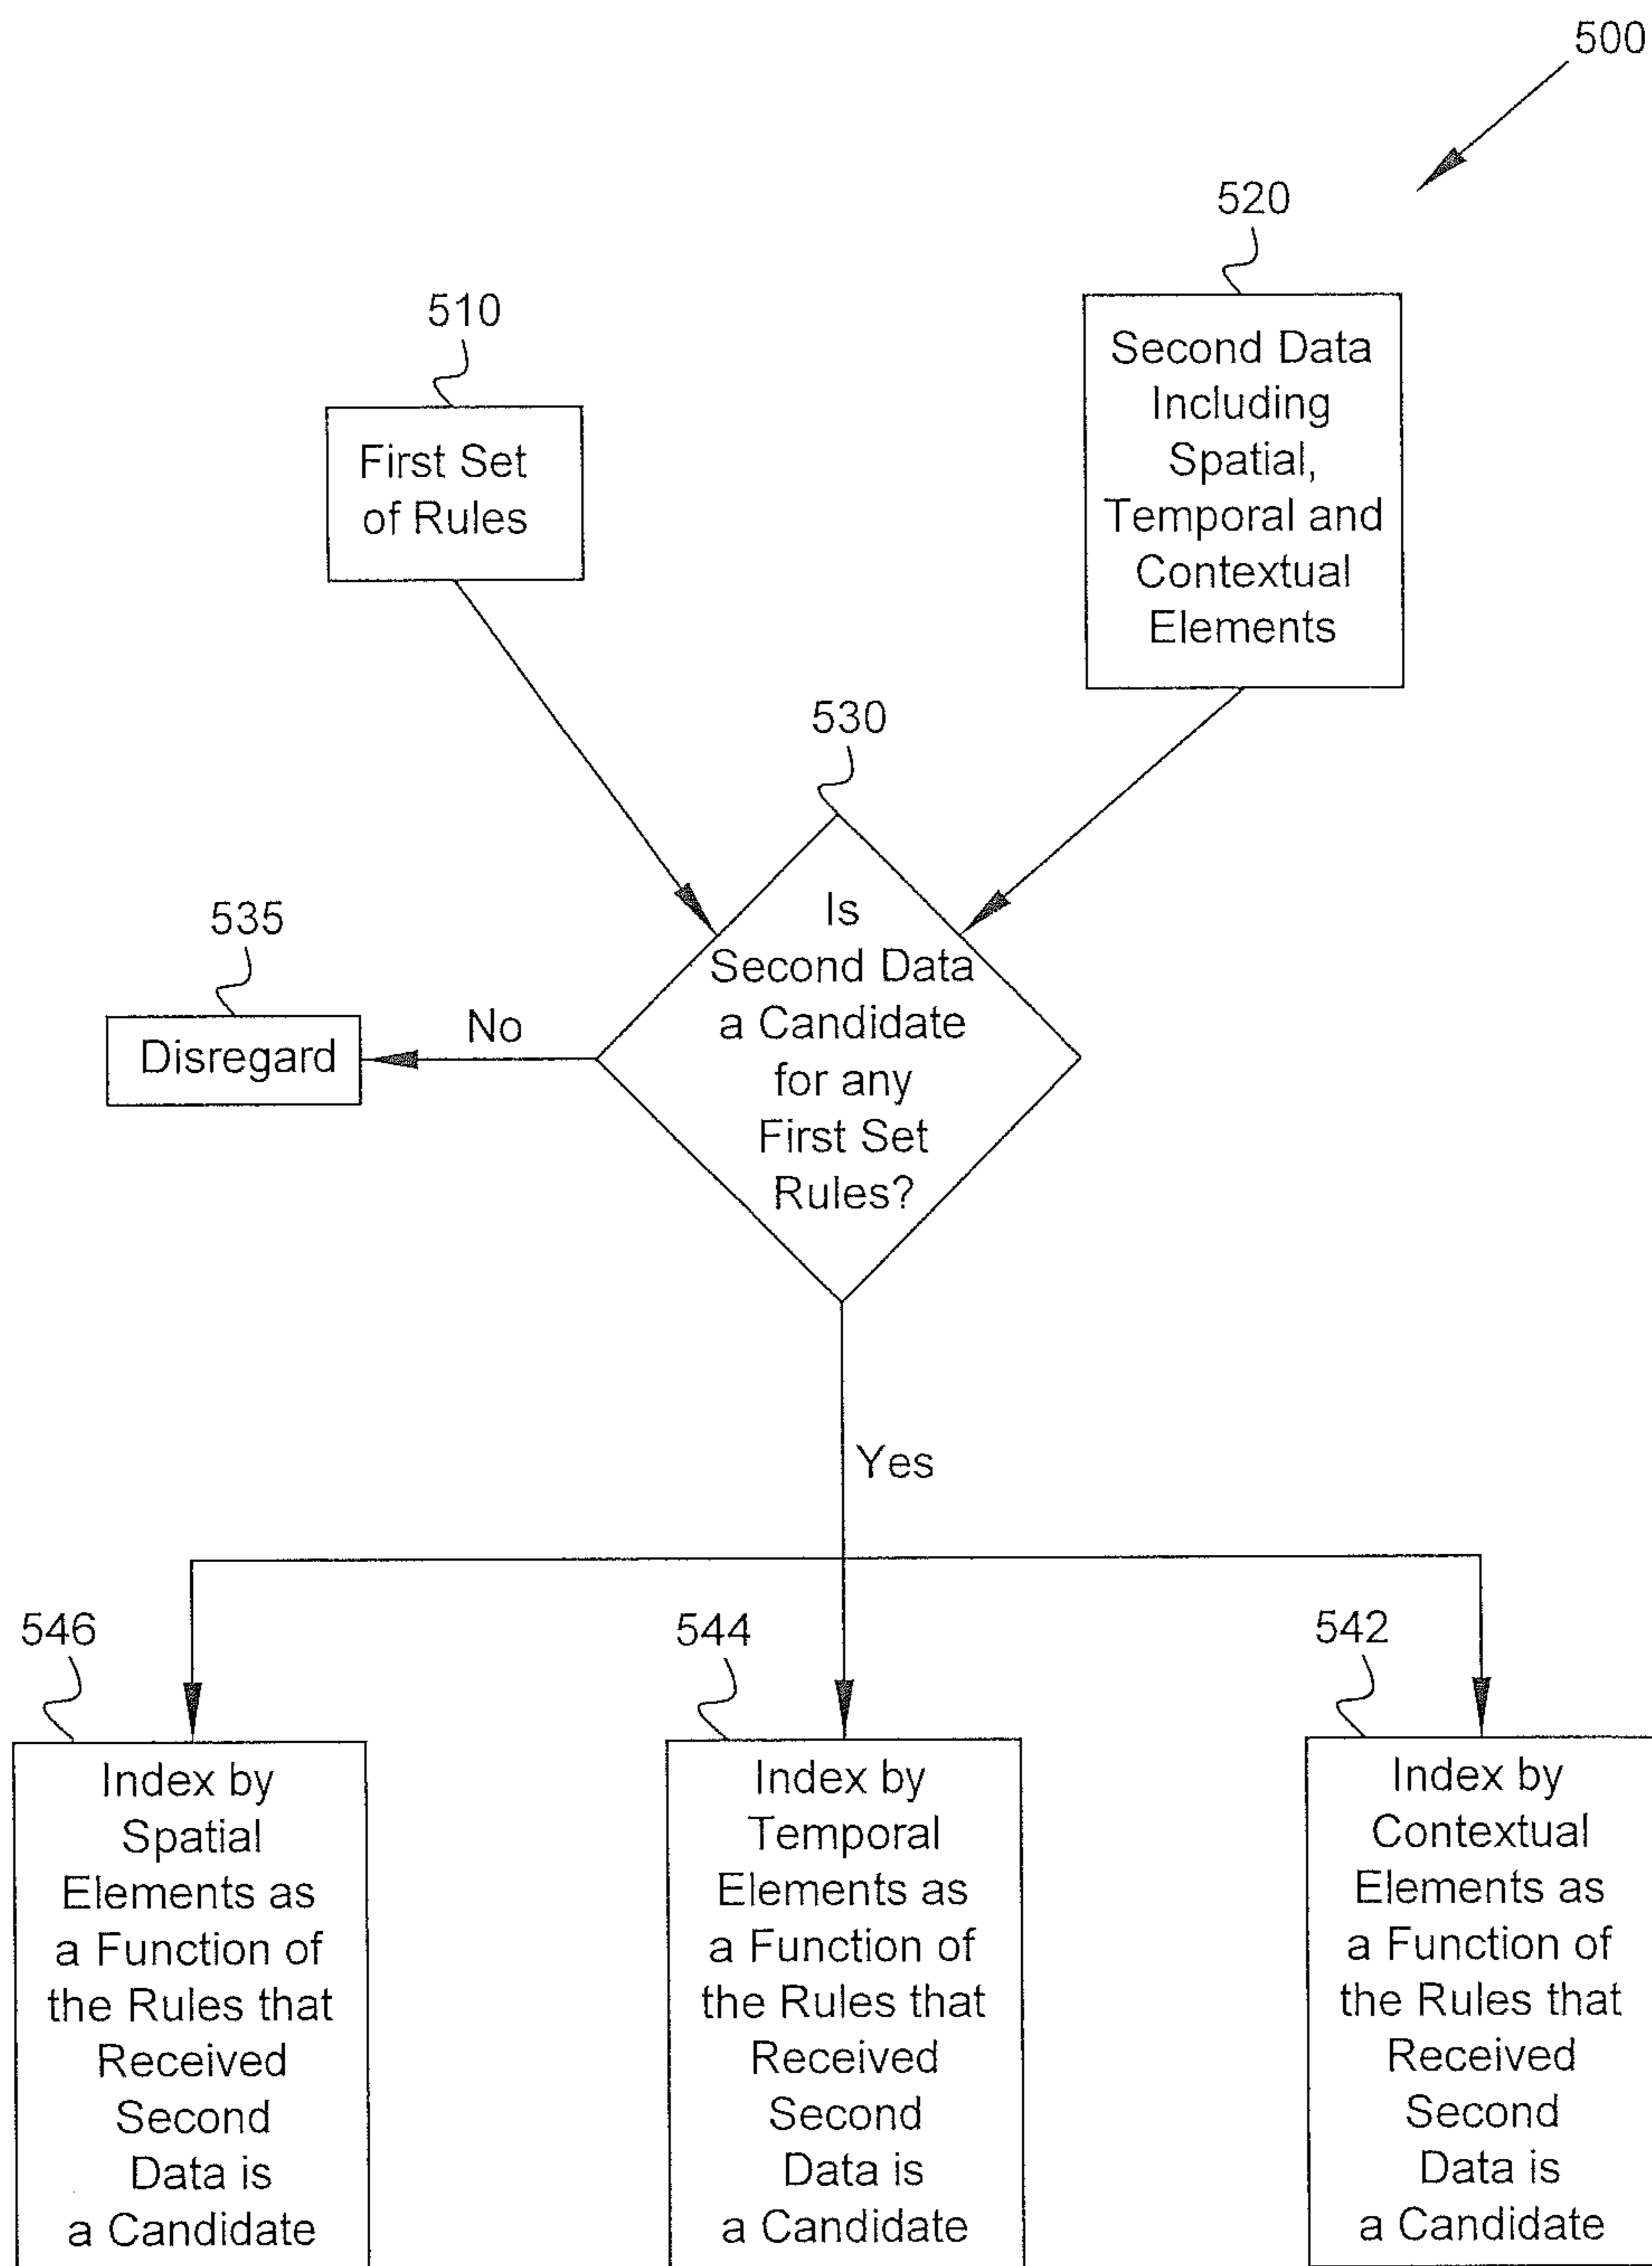 500
520
Second Data
Including
Spatial,
Temporal and
Contextual
Elements
510
First Set
of Rules
530
Is
Second Data
a Candidate
for any
First Set
Rules?
535
Disregard
No
Yes
546
Index by
Spatial
Elements as
a Function of
the Rules that
Received
Second
Data is
a Candidate
544
Index by
Temporal
Elements as
a Function of
the Rules that
Received
Second
Data is
a Candidate
542
Index by
Contextual
Elements as
a Function of
the Rules that
Received
Second
Data is
a Candidate